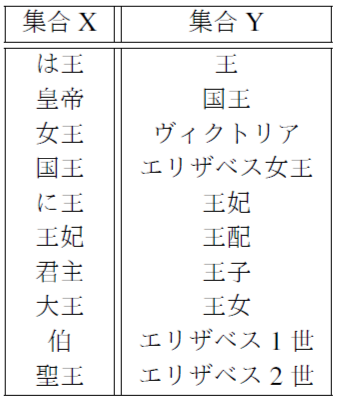 集合 X 集合 Y
は王 王
皇帝 国王
女王 ヴィクトリア
国王 エリザベス女王
に王 王妃
王妃 王配
君主 王子
大王 王女
伯 エリザベス 1 世
聖王 エリザベス 2 世